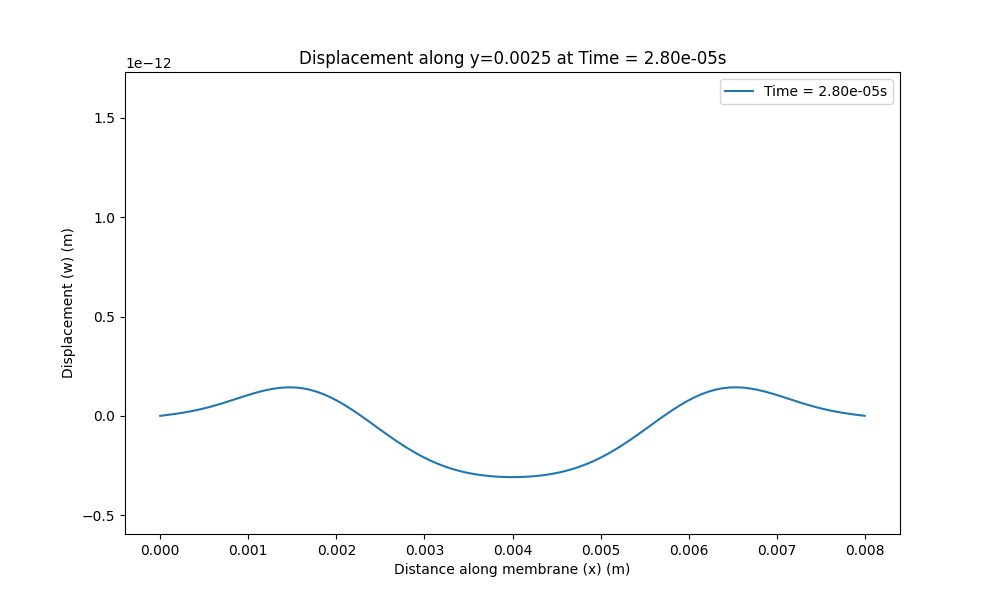 Displacement along y=0.0025 at Time = 2.80e-05s
1e−12
Time = 2.80e-05s
1.5
1.0
0.5
0.0
−0.5
Displacement (w) (m)
0.000 0.001 0.002 0.003 0.004 0.005 0.006 0.007 0.008
Distance along membrane (x) (m)